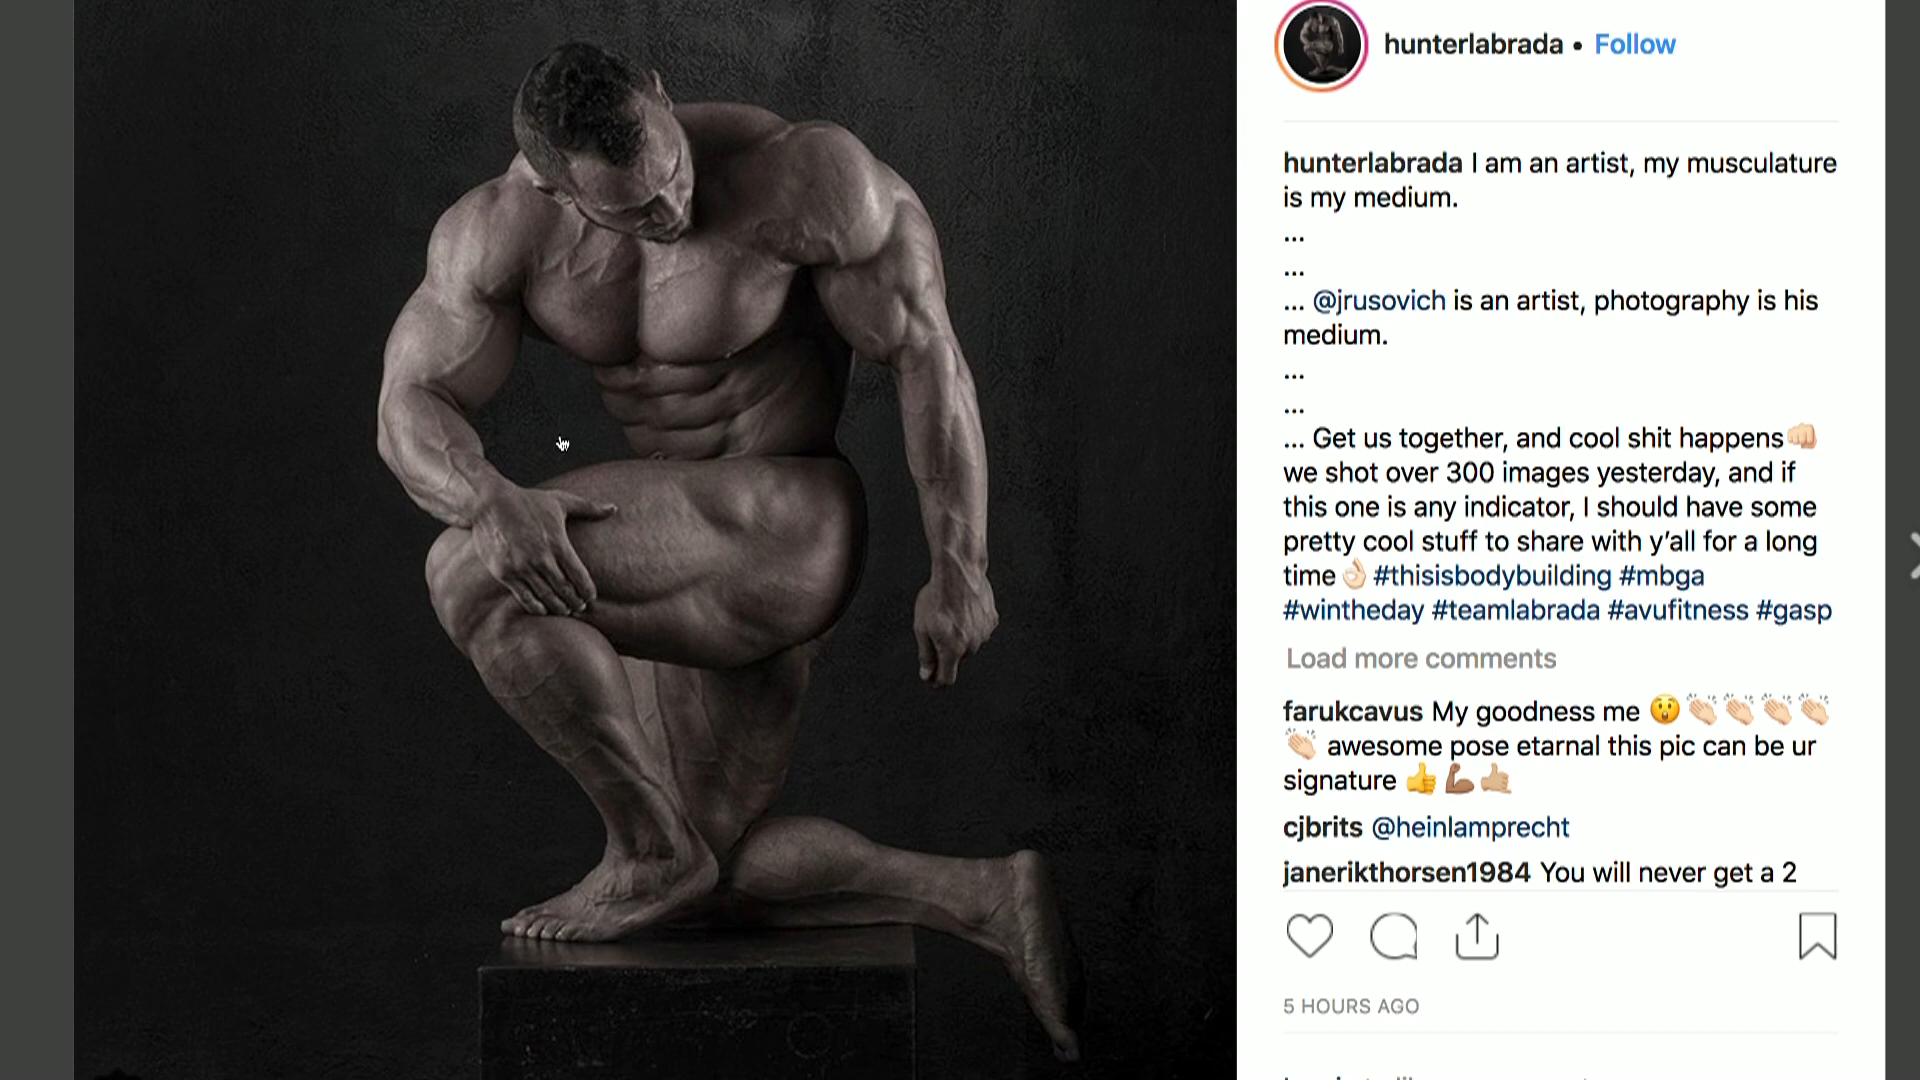 hunterlabrada • Follow
hunterlabrada I am an artist, my musculature
is my medium.
...
...
... @jrusovich is an artist, photography is his
medium.
...
...
... Get us together, and cool shit happens👊🏻
we shot over 300 images yesterday, and if
this one is any indicator, I should have some
pretty cool stuff to share with y’all for a long
time👌🏻 #thisisbodybuilding #mbga
#wintheday #teamlabrada #avufitness #gasp
Load more comments
farukcavus My goodness me 😲👏🏻👏🏻👏🏻👏🏻
👏🏻 awesome pose etarnal this pic can be ur
signature 👍💪🏽🤙🏼
cjbrits @heinlamprecht
janerikthorsen1984 You will never get a 2
5 HOURS AGO